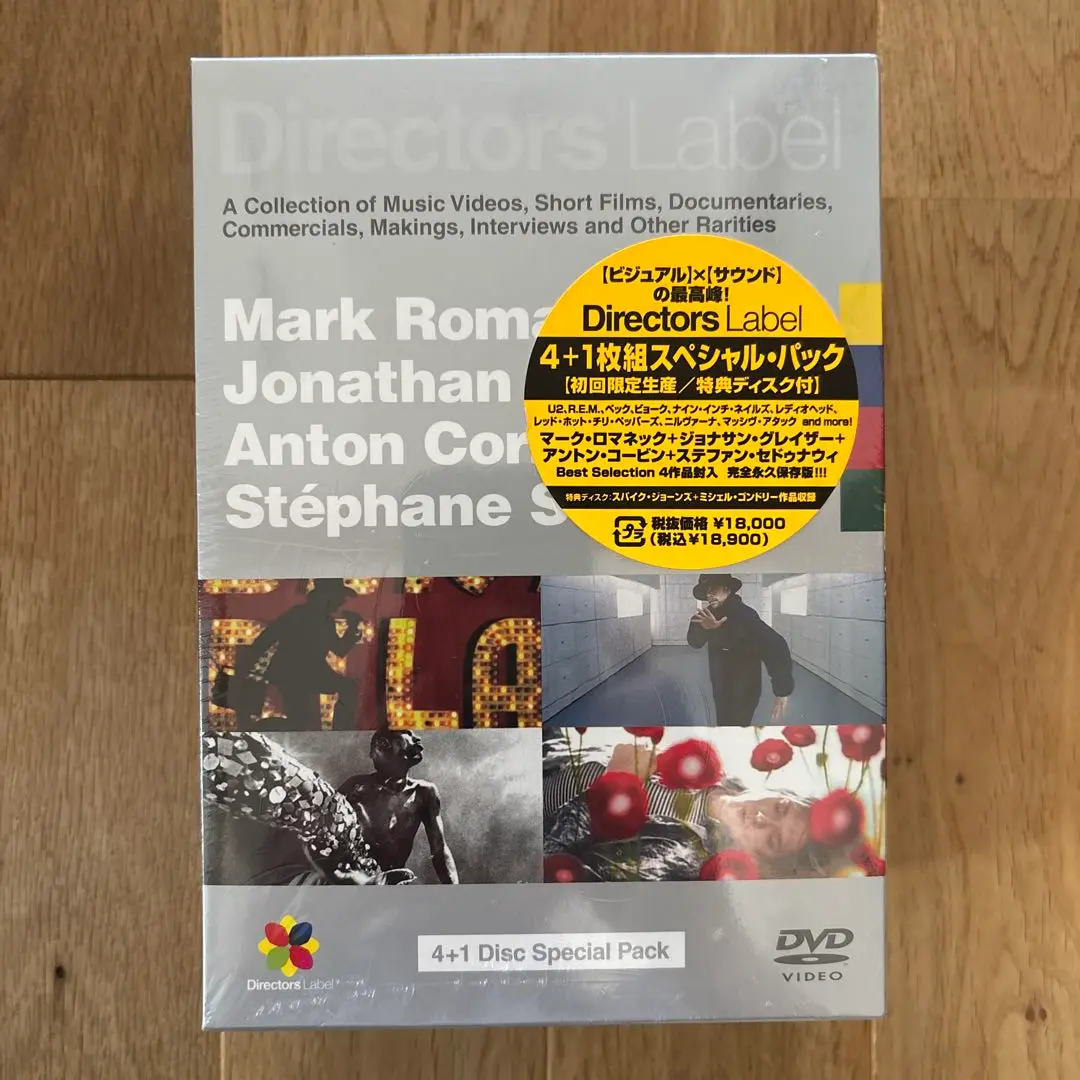 Directors Label
A Collection of Music Videos, Short Films, Documentaries,
Commercials, Makings, Interviews and Other Rarities
Mark Roma
Jonathan
Anton Cor
Stéphane S
【ビジュアル】×【サウンド】
の最高峰!
Directors Label
4+1枚組スペシャル・パック
【初回限定生産/特典ディスク付】
U2、R.E.M.、ベック、ビョーク、ナイン・インチ・ネイルズ、レディオヘッド、
レッド・ホット・チリ・ペッパーズ、ニルヴァーナ、マッシヴ・アタック and more!
マーク・ロマネック+ジョナサン・グレイザー+
アントン・コービン+ステファン・セドゥナウィ
Best Selection 4作品封入 完全永久保存版!!!
特典ディスク:スパイク・ジョーンズ+ミシェル・ゴンドリー作品収録
プラ 税抜価格 ¥18,000
(税込¥18,900)
LA
Directors Label
4+1 Disc Special Pack
DVD
VIDEO